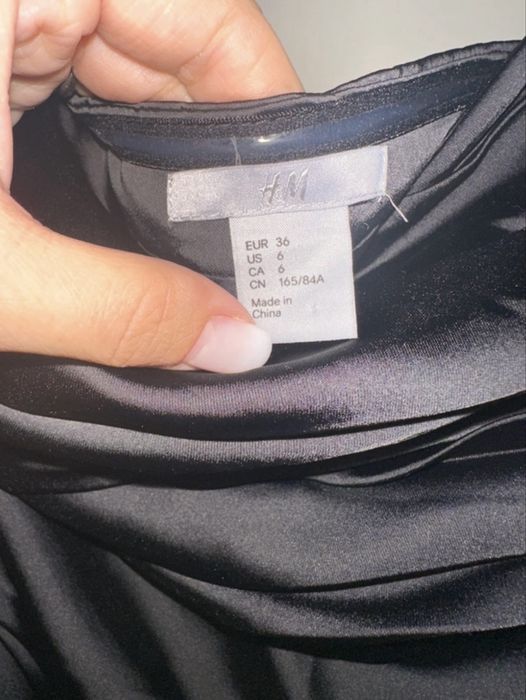 H&M
EUR 36
US 6
CA 6
CN 165/84A
Made in
China